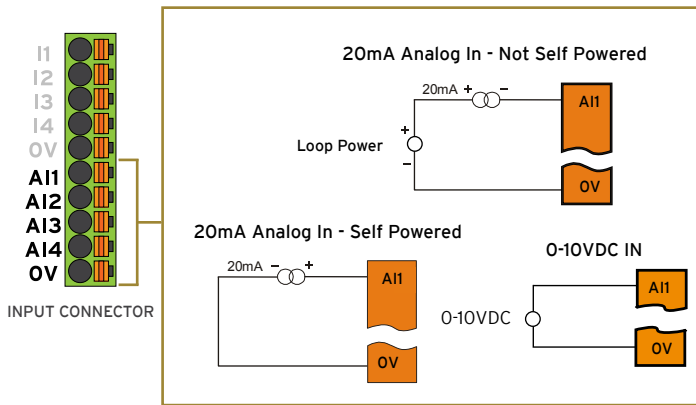 I1
I2
I3
I4
0V
AI1
AI2
AI3
AI4
0V
INPUT CONNECTOR
20mA Analog In - Not Self Powered
20mA + -
AI1
+
Loop Power
-
0V
20mA Analog In - Self Powered
20mA - +
AI1
0V
0-10VDC IN
AI1
0-10VDC
0V